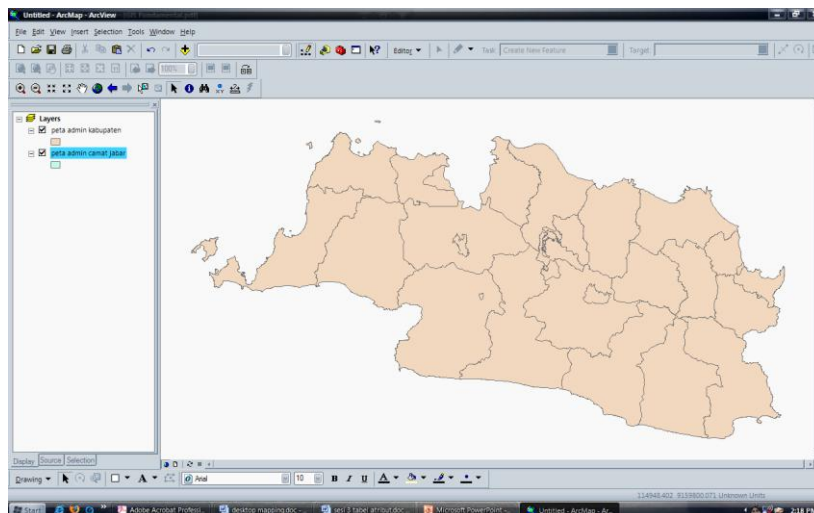 Untitled - ArcMap - ArcView
File Edit View Insert Selection Tools Window Help
Editor Task: Create New Feature Target:
100%
Layers
peta admin kabupaten
peta admin camat jabar
Display Source Selection
Drawing A Arial 10 B I U A
114948.402 9159800.071 Unknown Units
Start Adobe Acrobat Professi... desktop mapping.doc - ... sesi 3 tabel atribut.doc ... Microsoft PowerPoint - ... Untitled - ArcMap - Ar... 2:18 PM